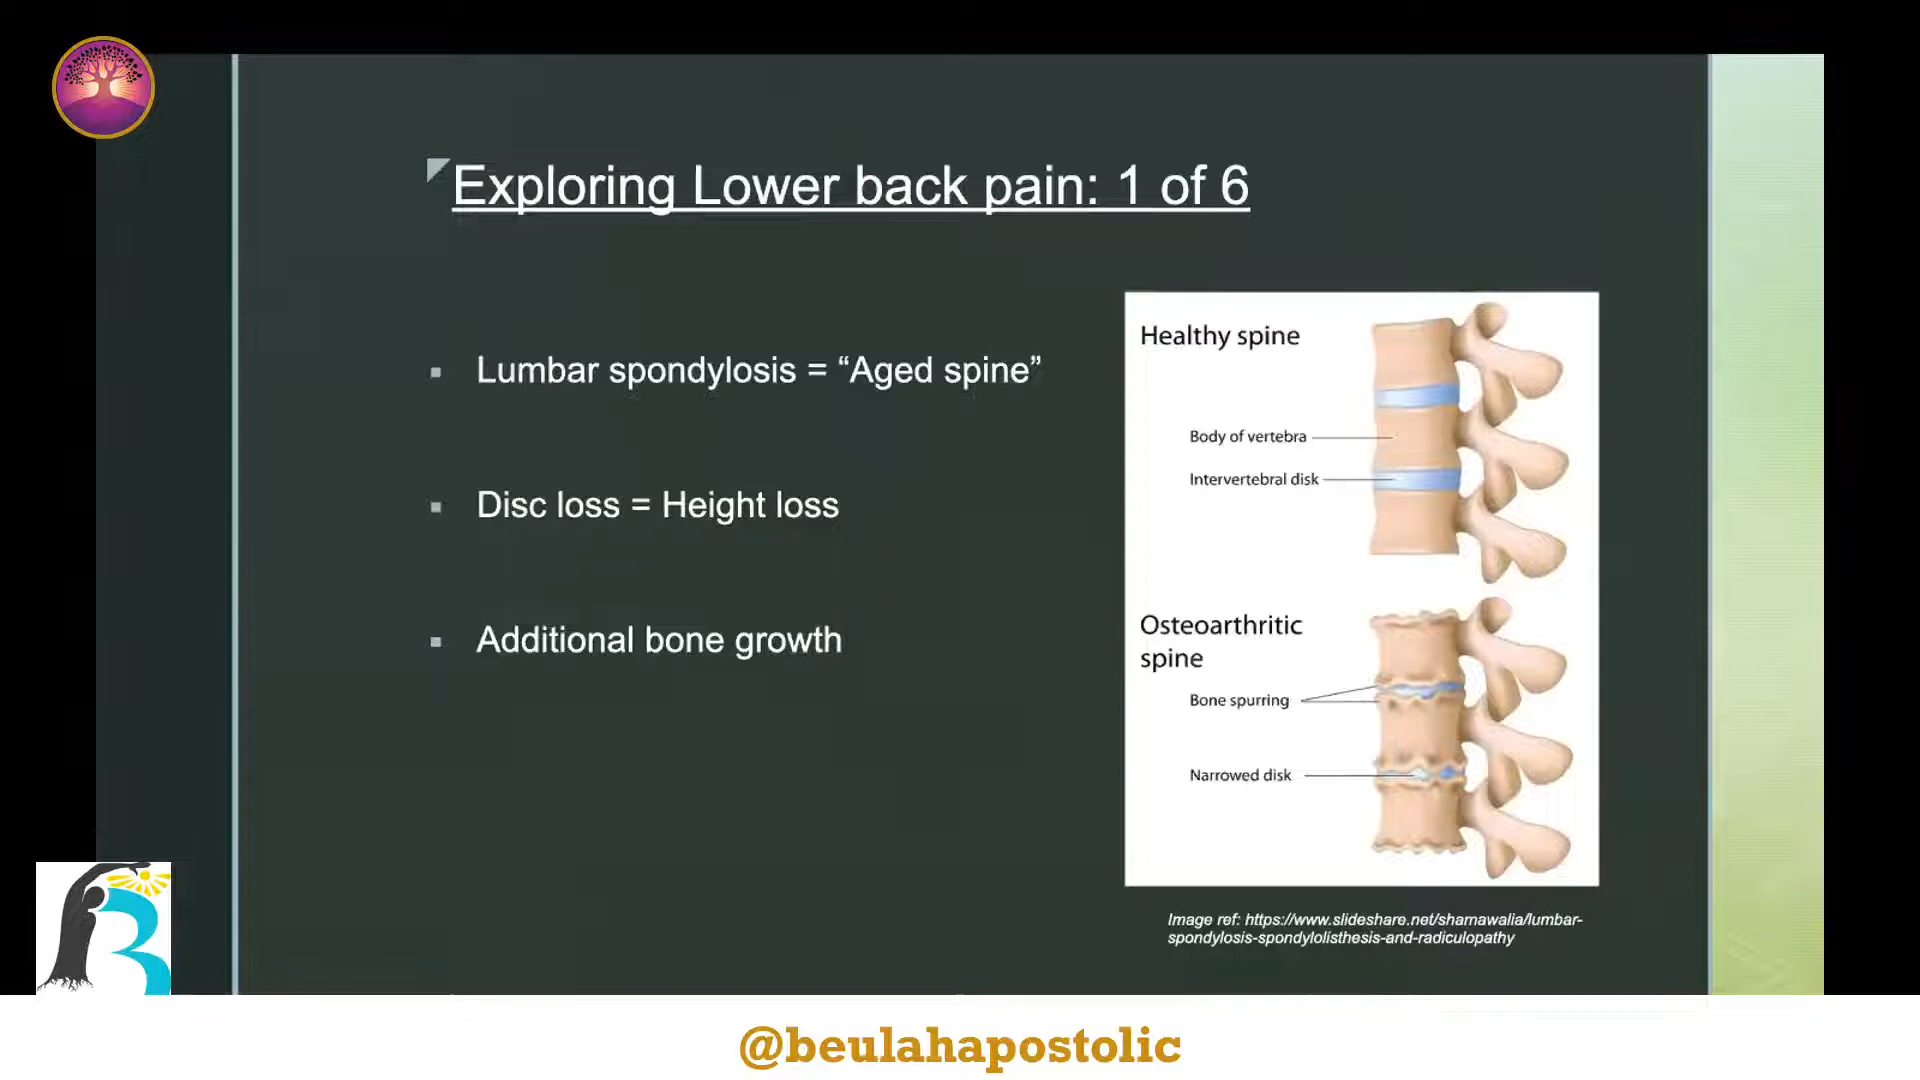 Exploring Lower back pain: 1 of 6
Lumbar spondylosis = “Aged spine”
Disc loss = Height loss
Additional bone growth
Healthy spine
Body of vertebra
Intervertebral disk
Osteoarthritic
spine
Bone spurring
Narrowed disk
Image ref: https://www.slideshare.net/shamawalia/lumbar-
spondylosis-spondylolisthesis-and-radiculopathy
B
@beulahapostolic